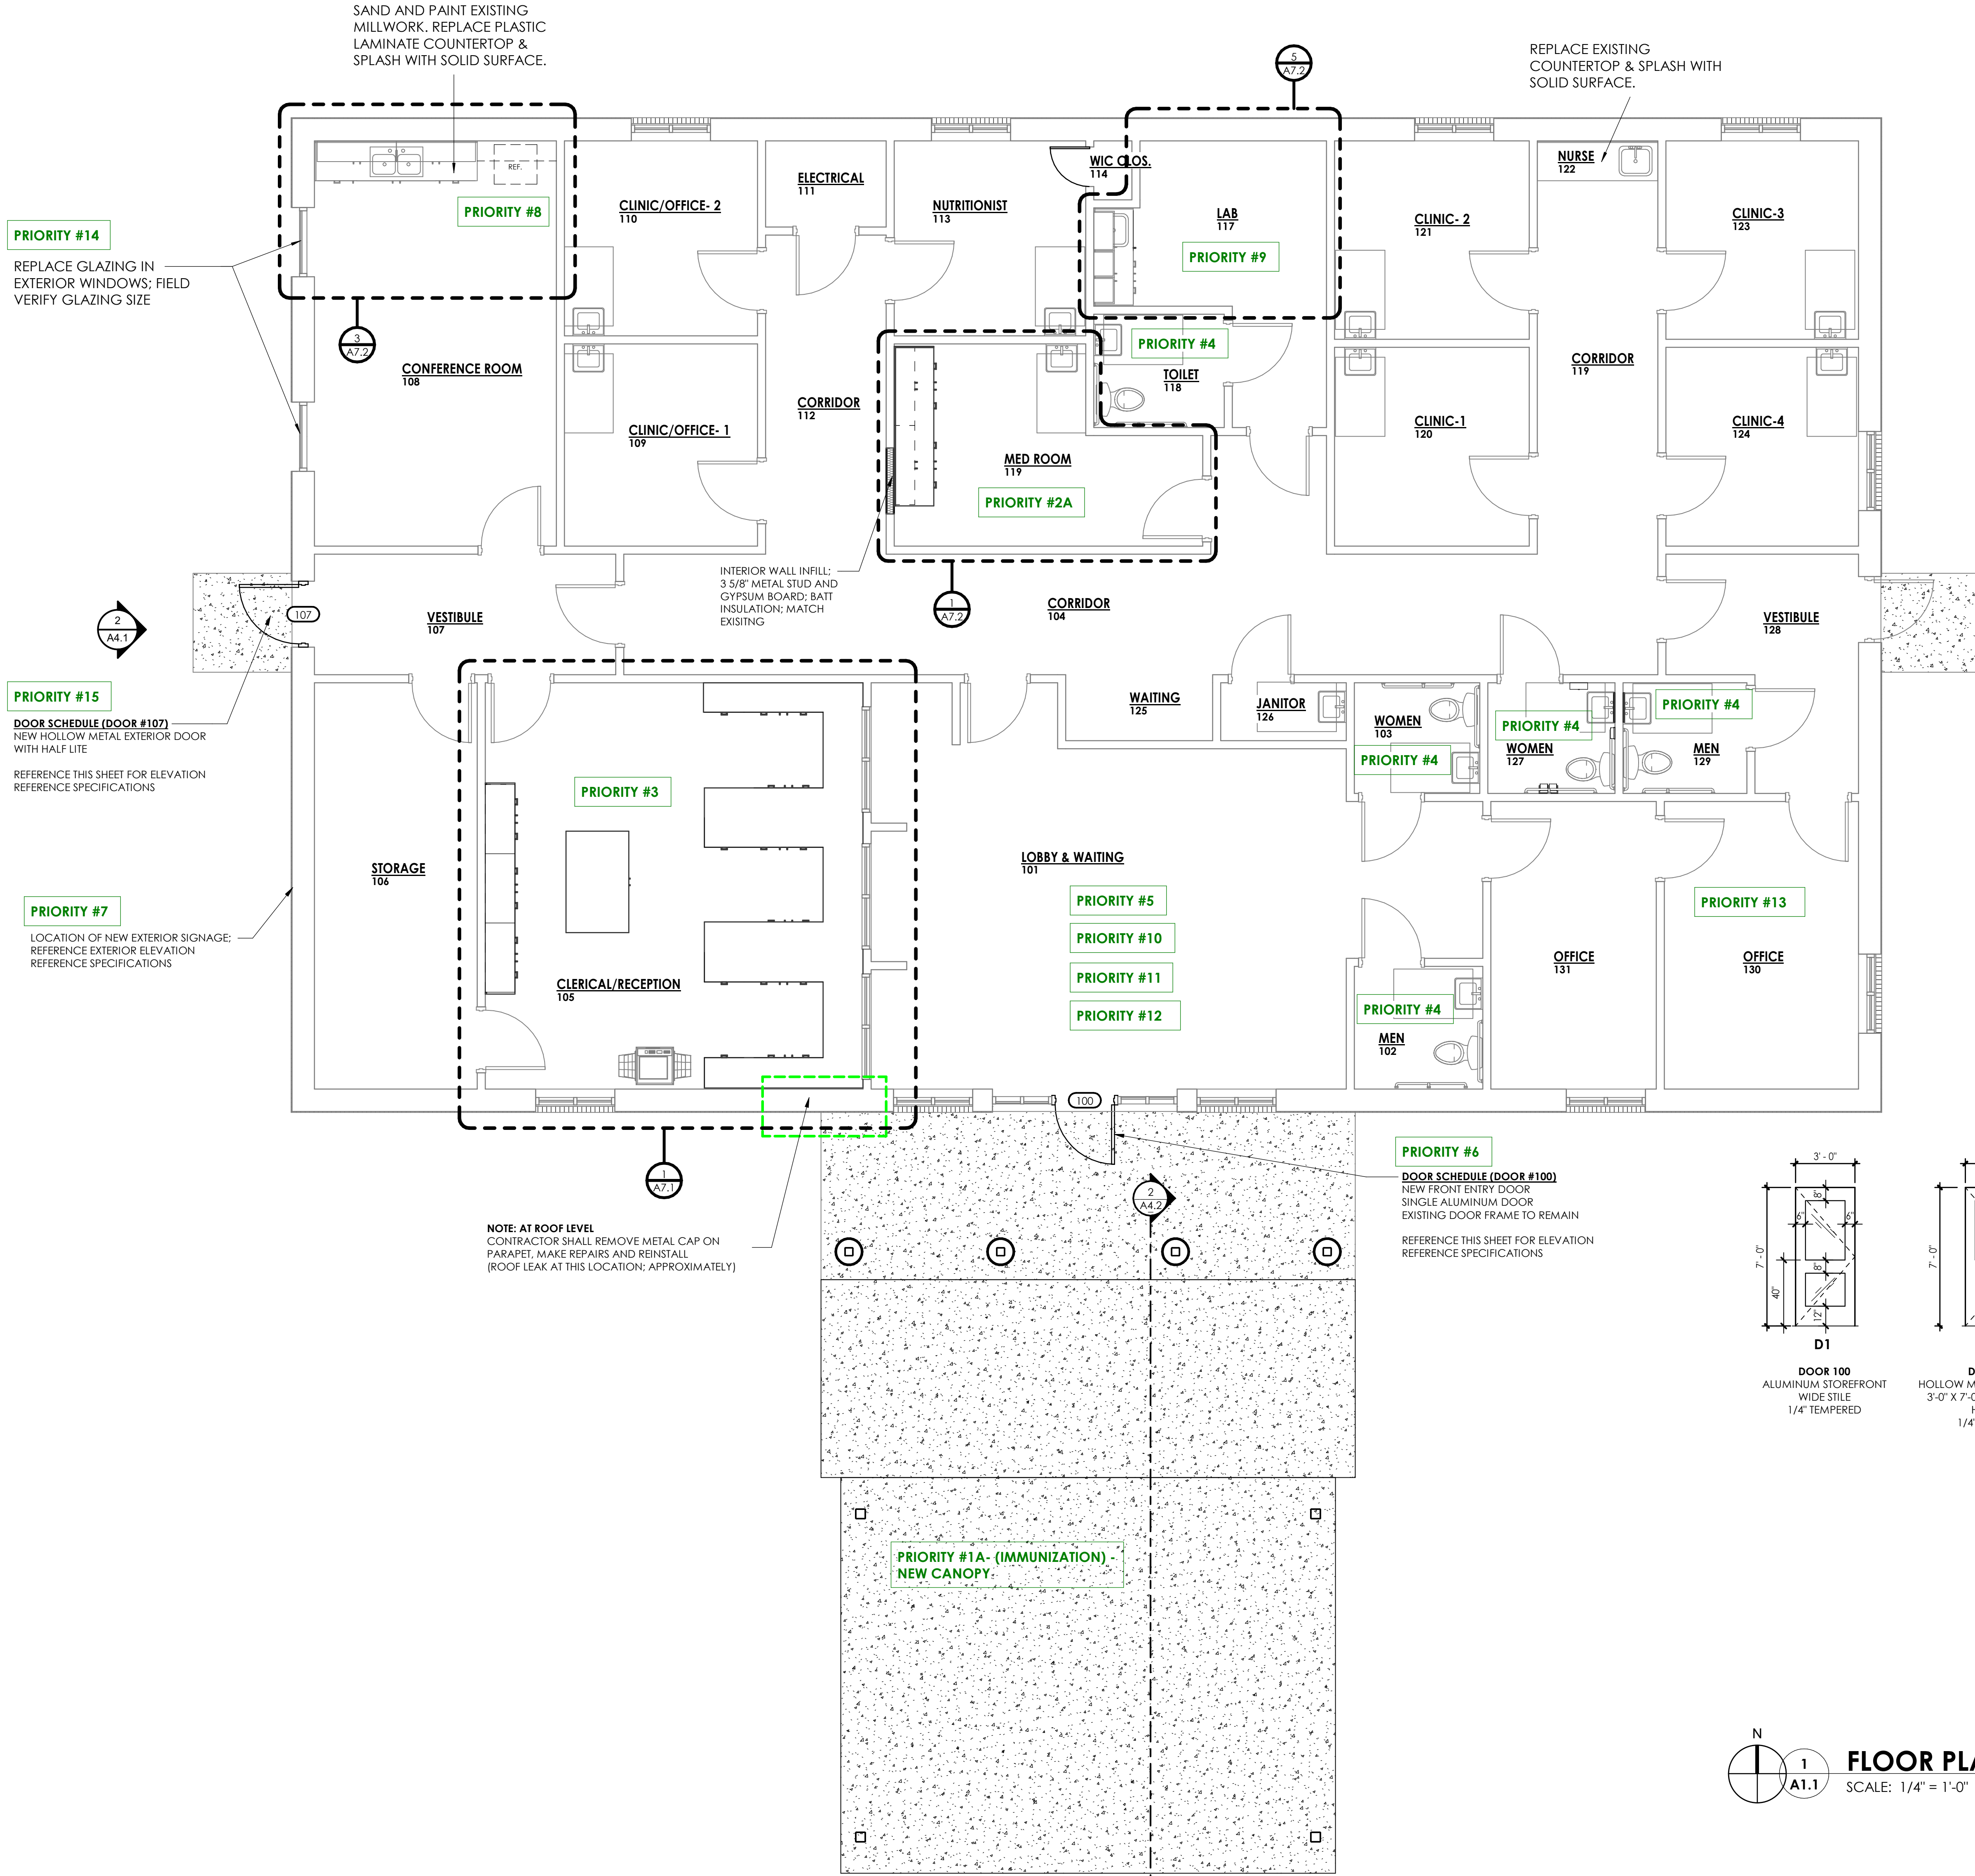 SAND AND PAINT EXISTING
MILLWORK. REPLACE PLASTIC
LAMINATE COUNTERTOP &
SPLASH WITH SOLID SURFACE.
5
A7.2
REPLACE EXISTING
COUNTERTOP & SPLASH WITH
SOLID SURFACE.
REF.
PRIORITY #8
CLINIC/OFFICE- 2
110
ELECTRICAL
111
NUTRITIONIST
113
WIC CLOS.
114
LAB
117
PRIORITY #9
CLINIC- 2
121
NURSE
122
CLINIC-3
123
PRIORITY #14
REPLACE GLAZING IN
EXTERIOR WINDOWS; FIELD
VERIFY GLAZING SIZE
3
A7.2
CONFERENCE ROOM
108
CLINIC/OFFICE- 1
109
CORRIDOR
112
PRIORITY #4
TOILET
118
MED ROOM
119
PRIORITY #2A
CLINIC-1
120
CORRIDOR
119
CLINIC-4
124
INTERIOR WALL INFILL;
3 5/8" METAL STUD AND
GYPSUM BOARD; BATT
INSULATION; MATCH
EXISITNG
1
A7.2
2
A4.1
107
VESTIBULE
107
CORRIDOR
104
VESTIBULE
128
PRIORITY #15
DOOR SCHEDULE (DOOR #107)
NEW HOLLOW METAL EXTERIOR DOOR
WITH HALF LITE
REFERENCE THIS SHEET FOR ELEVATION
REFERENCE SPECIFICATIONS
WAITING
125
JANITOR
126
WOMEN
103
PRIORITY #4
PRIORITY #4
WOMEN
127
PRIORITY #4
MEN
129
PRIORITY #3
STORAGE
106
LOBBY & WAITING
101
PRIORITY #5
PRIORITY #10
PRIORITY #11
PRIORITY #12
PRIORITY #7
LOCATION OF NEW EXTERIOR SIGNAGE;
REFERENCE EXTERIOR ELEVATION
REFERENCE SPECIFICATIONS
CLERICAL/RECEPTION
105
PRIORITY #4
MEN
102
OFFICE
131
PRIORITY #13
OFFICE
130
100
1
A7.1
NOTE: AT ROOF LEVEL
CONTRACTOR SHALL REMOVE METAL CAP ON
PARAPET, MAKE REPAIRS AND REINSTALL
(ROOF LEAK AT THIS LOCATION; APPROXIMATELY)
2
A4.2
PRIORITY #6
DOOR SCHEDULE (DOOR #100)
NEW FRONT ENTRY DOOR
SINGLE ALUMINUM DOOR
EXISTING DOOR FRAME TO REMAIN
REFERENCE THIS SHEET FOR ELEVATION
REFERENCE SPECIFICATIONS
3' - 0"
8"
6"
6"
7' - 0"
8"
40"
12"
D1
DOOR 100
ALUMINUM STOREFRONT
WIDE STILE
1/4" TEMPERED
7' - 0"
D
HOLLOW M
3'-0" X 7'-0
1/4"
PRIORITY #1A- (IMMUNIZATION) -
NEW CANOPY-
N
1
A1.1
FLOOR PLA
SCALE: 1/4" = 1'-0"